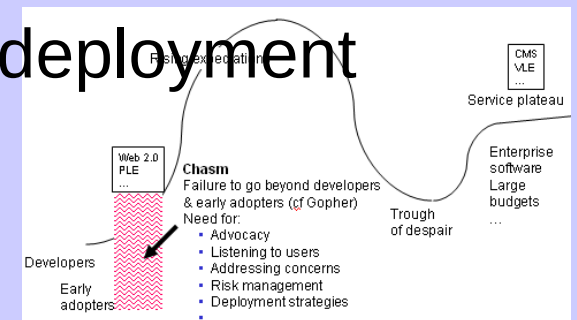 deployment
Rising expectations
CMS
VLE
...
Service plateau
Web 2.0
PLE
...
Chasm
Failure to go beyond developers
& early adopters (cf Gopher)
Need for:
Advocacy
Listening to users
Addressing concerns
Risk management
Deployment strategies
Enterprise
software
Large
budgets
...
Trough
of despair
Developers
Early
adopters